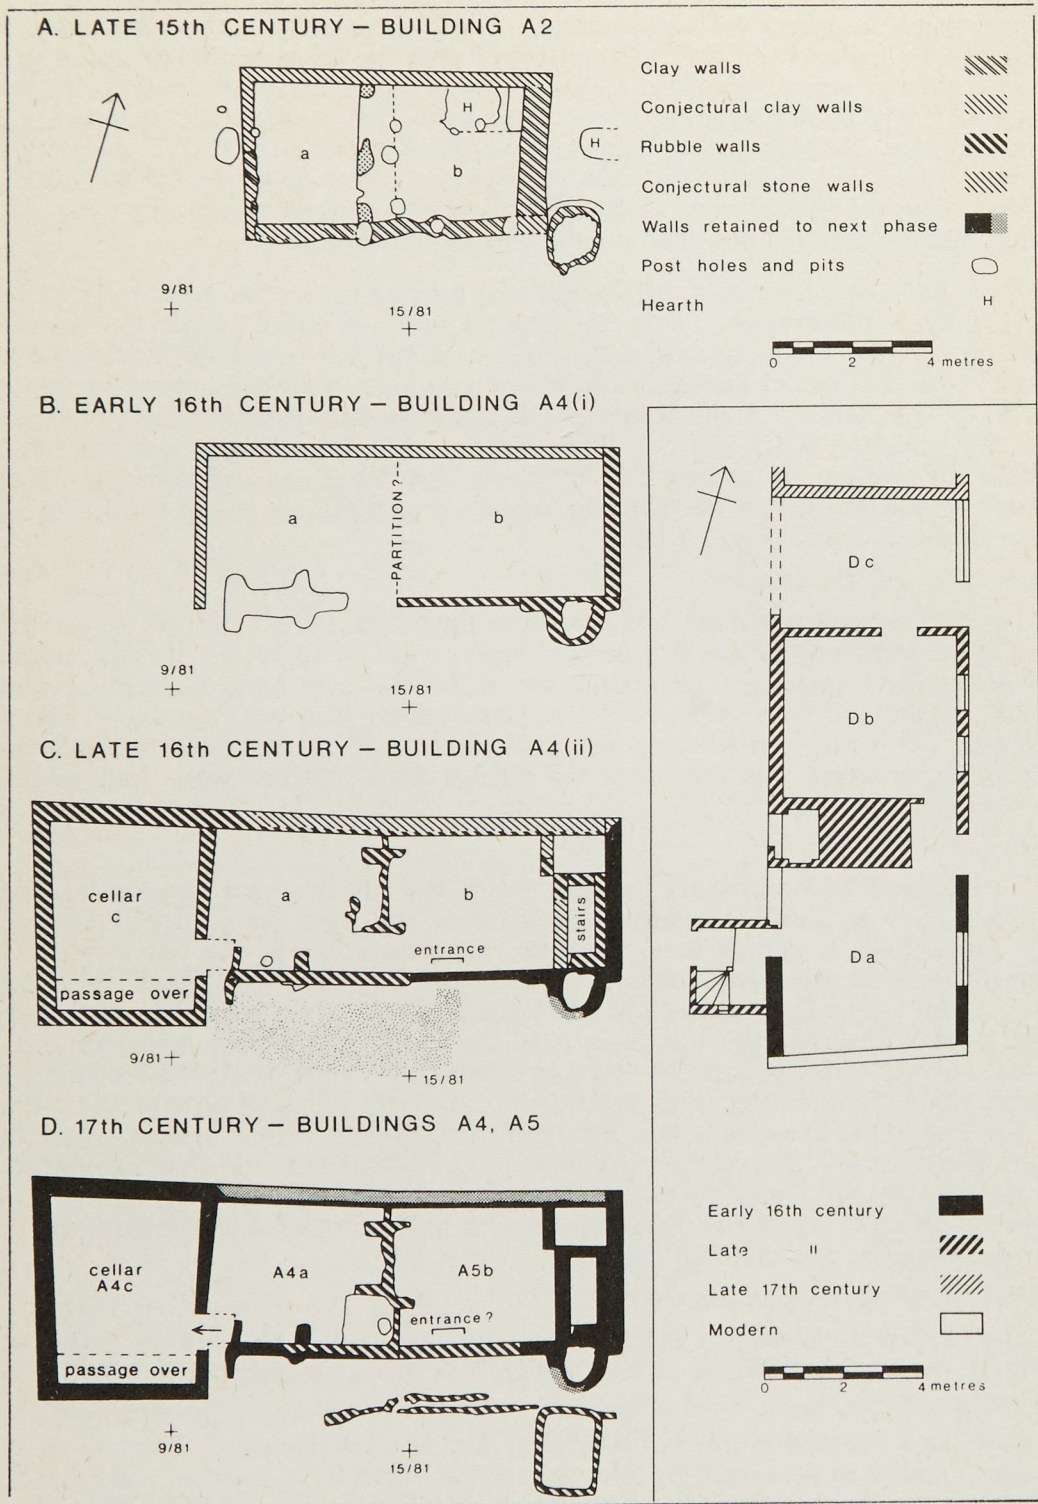 A. LATE 15th CENTURY – BUILDING A2
Clay walls
Conjectural clay walls
Rubble walls
Conjectural stone walls
Walls retained to next phase
Post holes and pits
Hearth H
0 2 4 metres
H
H
a
b
9/81
15/81
B. EARLY 16th CENTURY – BUILDING A4(i)
a
PARTITION?
b
9/81
15/81
C. LATE 16th CENTURY – BUILDING A4(ii)
cellar
c
a
b
stairs
entrance
passage over
9/81
15/81
D. 17th CENTURY – BUILDINGS A4, A5
cellar
A4c
A4a
A5b
entrance?
passage over
9/81
15/81
Dc
Db
Da
Early 16th century
Late "
Late 17th century
Modern
0 2 4 metres